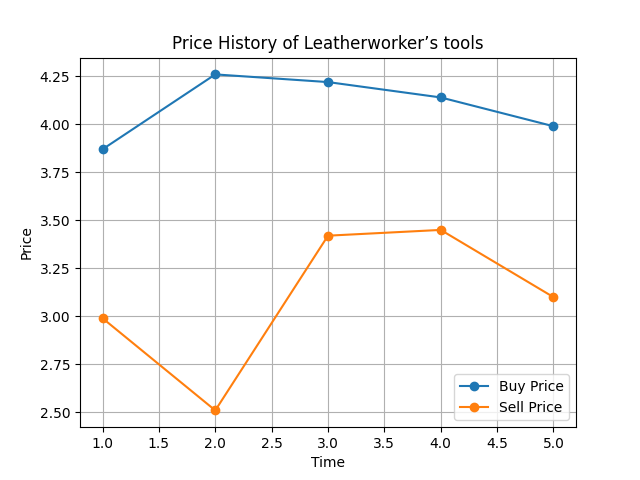 Price History of Leatherworker’s tools
Price
4.25
4.00
3.75
3.50
3.25
3.00
2.75
2.50
Buy Price
Sell Price
1.0 1.5 2.0 2.5 3.0 3.5 4.0 4.5 5.0
Time